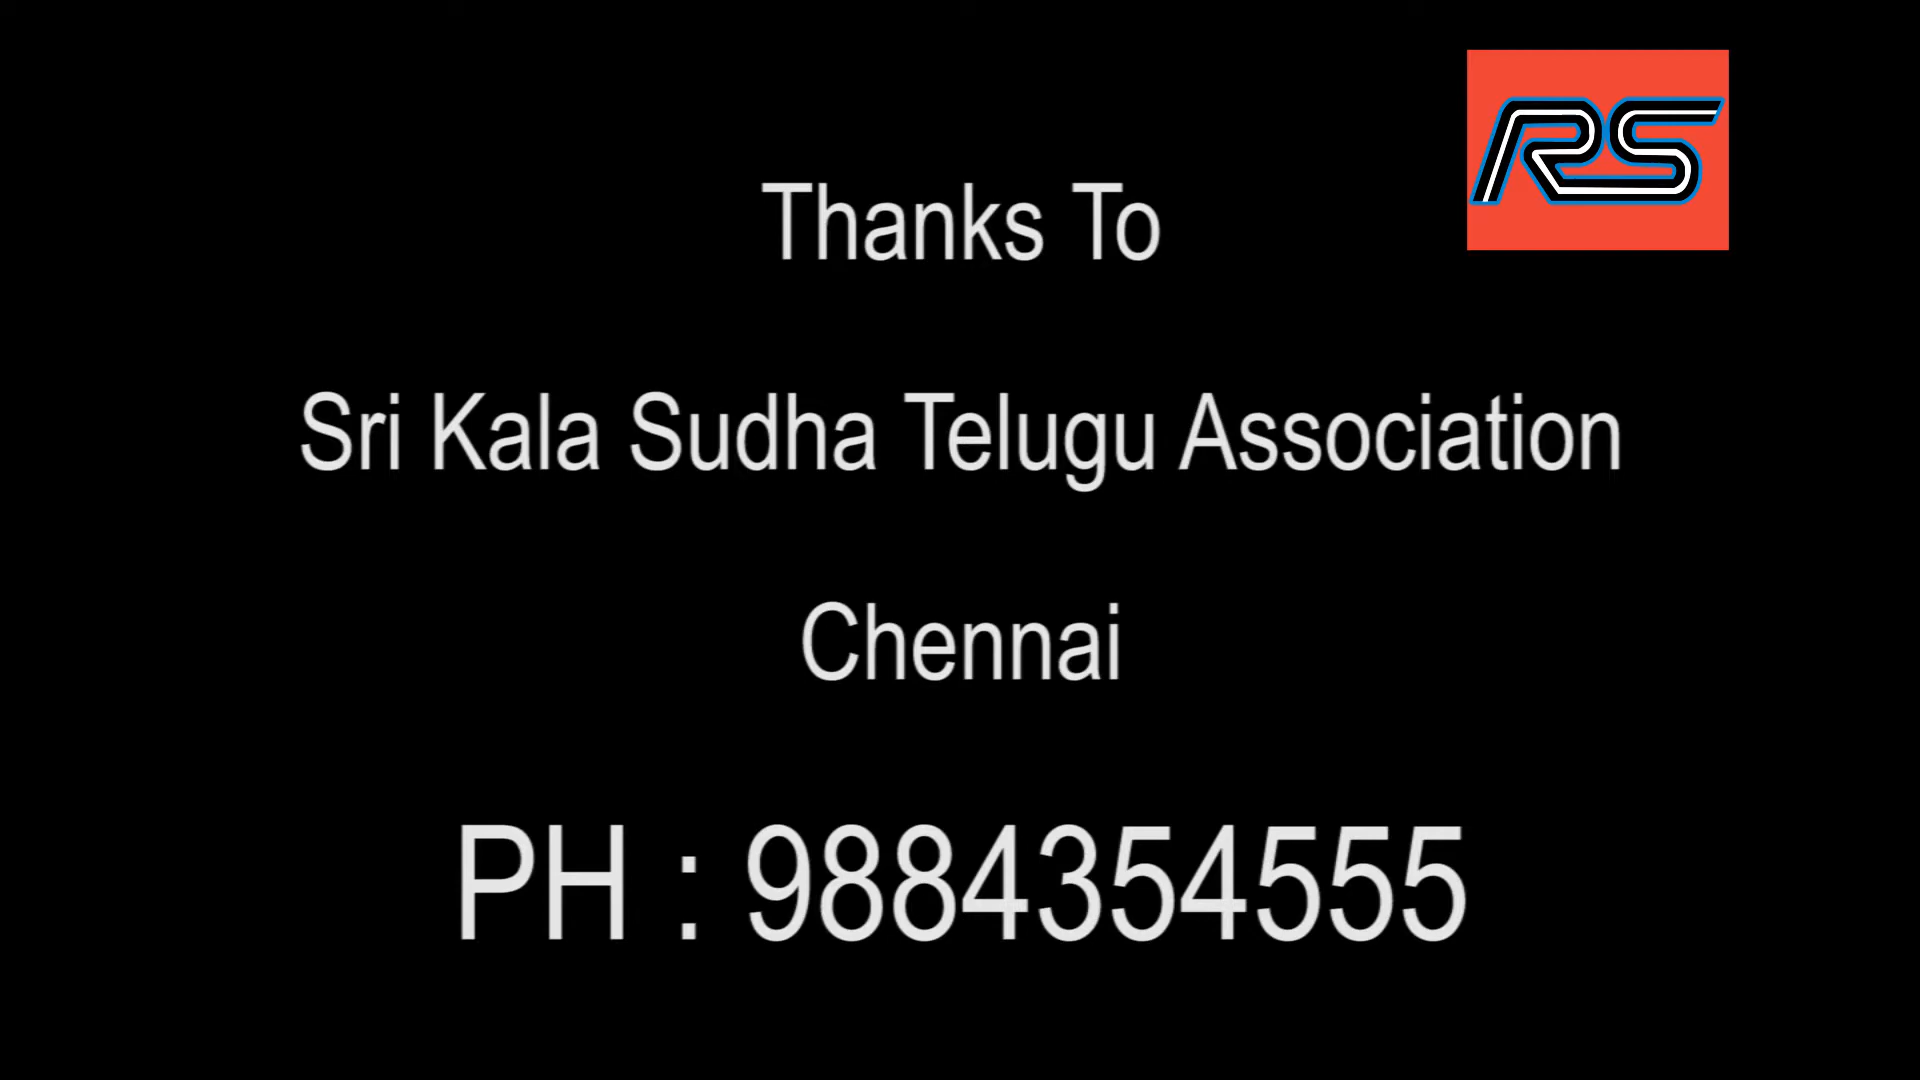 RS
Thanks To
Sri Kala Sudha Telugu Association
Chennai
PH : 9884354555